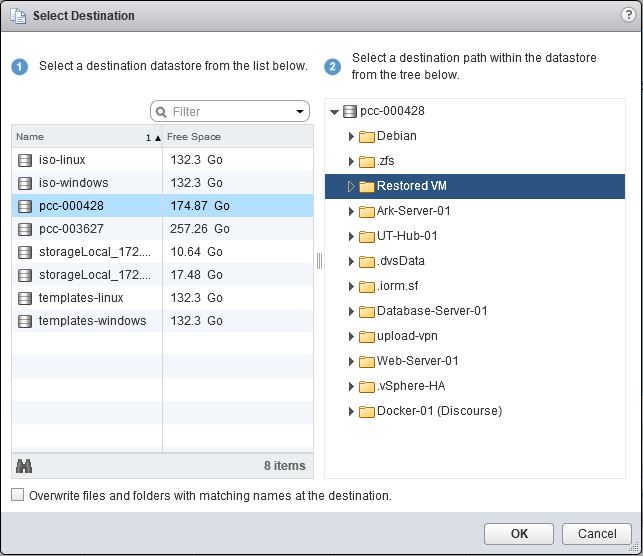 Select Destination
?
1 Select a destination datastore from the list below.
2 Select a destination path within the datastore
from the tree below.
Filter
Name 1 Free Space
iso-linux 132.3 Go
iso-windows 132.3 Go
pcc-000428 174.87 Go
pcc-003627 257.26 Go
storageLocal_172.... 10.64 Go
storageLocal_172.... 17.48 Go
templates-linux 132.3 Go
templates-windows 132.3 Go
8 items
pcc-000428
Debian
.zfs
Restored VM
Ark-Server-01
UT-Hub-01
.dvsData
.iorm.sf
Database-Server-01
upload-vpn
Web-Server-01
.vSphere-HA
Docker-01 (Discourse)
Overwrite files and folders with matching names at the destination.
OK Cancel